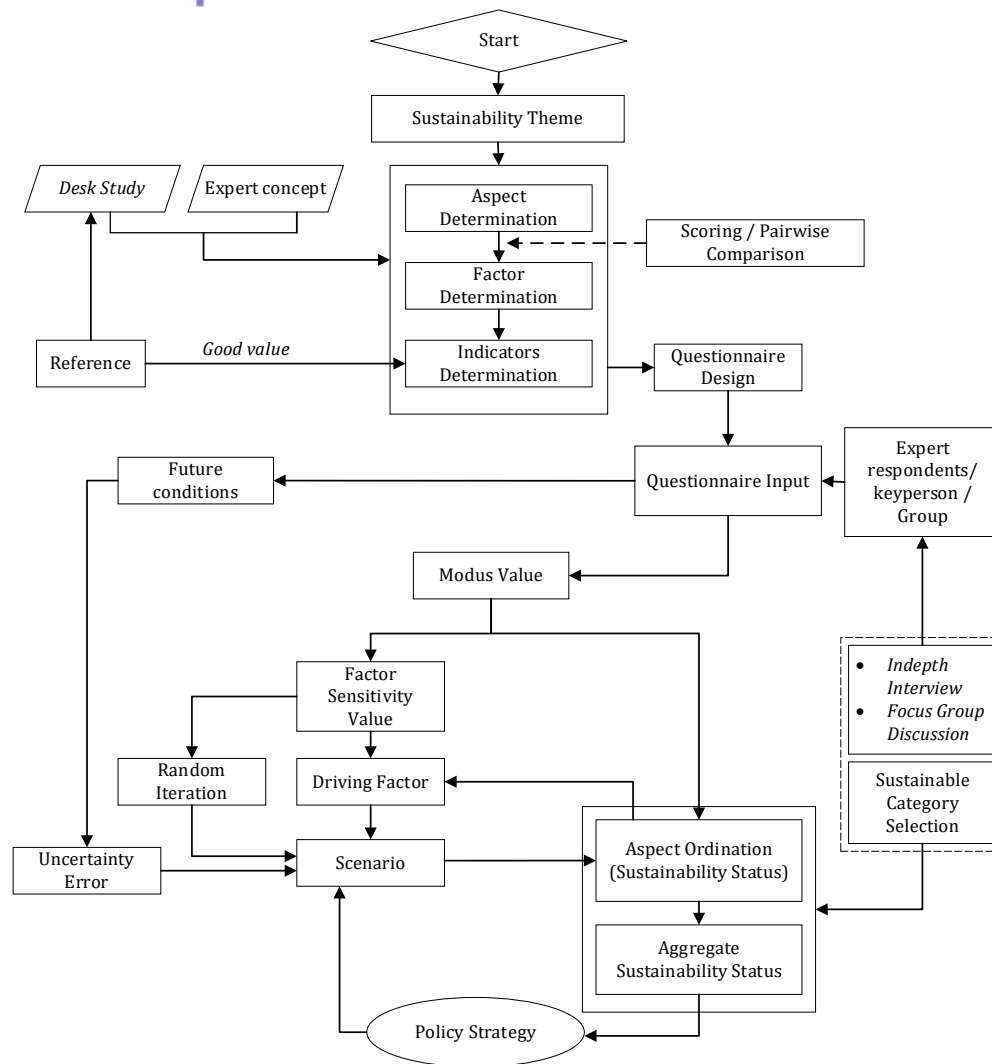 Start
Sustainability Theme
Desk Study
Expert concept
Aspect
Determination
Scoring / Pairwise
Comparison
Factor
Determination
Reference
Good value
Indicators
Determination
Questionnaire
Design
Future
conditions
Questionnaire Input
Expert
respondents/
keyperson /
Group
Modus Value
Factor
Sensitivity
Value
• Indepth
Interview
• Focus Group
Discussion
Random
Iteration
Driving Factor
Sustainable
Category
Selection
Uncertainty
Error
Scenario
Aspect Ordination
(Sustainability Status)
Aggregate
Sustainability Status
Policy Strategy